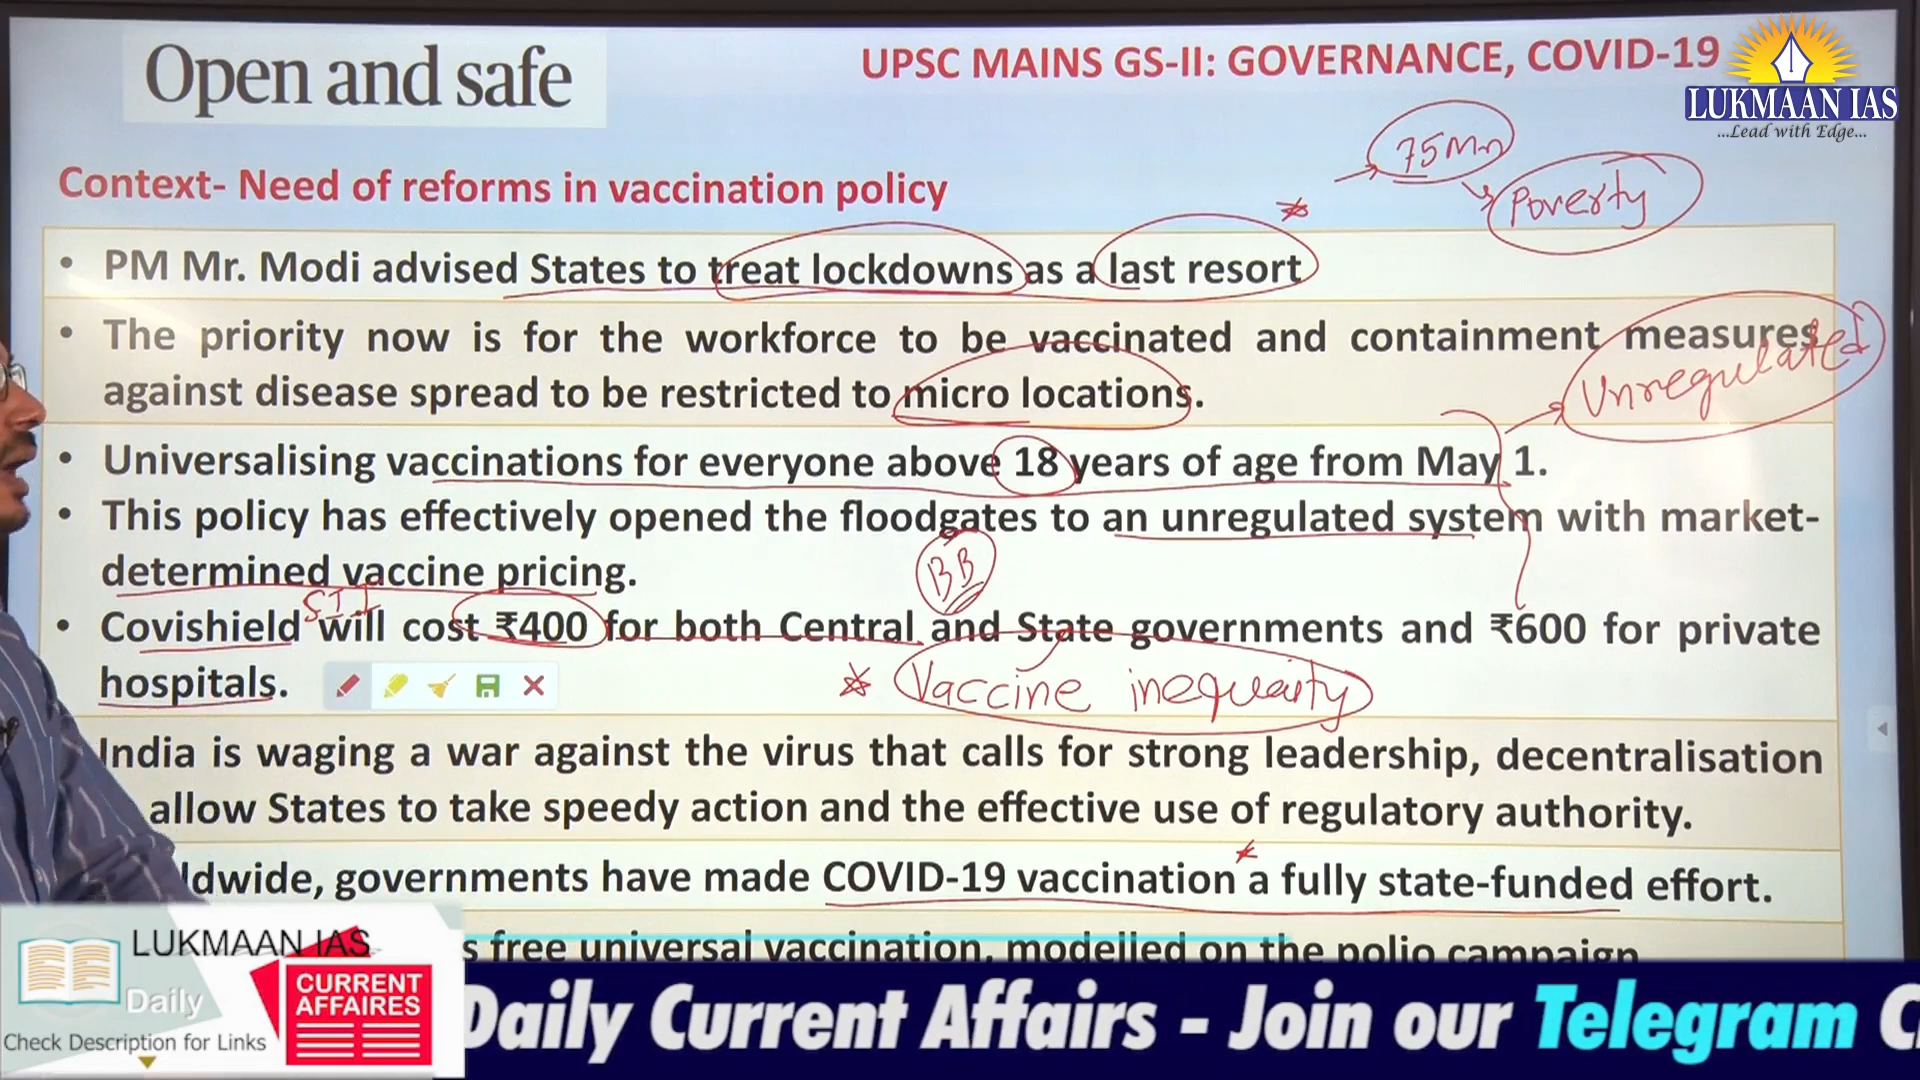 Open and safe
UPSC MAINS GS-II: GOVERNANCE, COVID-19
LUKMAAN IAS
...Lead with Edge...
75Mn
Poverty
Context- Need of reforms in vaccination policy
• PM Mr. Modi advised States to treat lockdowns as a last resort
• The priority now is for the workforce to be vaccinated and containment measures
against disease spread to be restricted to micro locations.
Unregulated
• Universalising vaccinations for everyone above 18 years of age from May 1.
• This policy has effectively opened the floodgates to an unregulated system with market-
determined vaccine pricing.
BB
SII
• Covishield will cost ₹400 for both Central and State governments and ₹600 for private
hospitals.
Vaccine inequality
India is waging a war against the virus that calls for strong leadership, decentralisation
allow States to take speedy action and the effective use of regulatory authority.
ldwide, governments have made COVID-19 vaccination a fully state-funded effort.
s free universal vaccination, modelled on the polio campaign
LUKMAAN IAS
Daily
CURRENT
AFFAIRES
Check Description for Links
Daily Current Affairs - Join our Telegram C